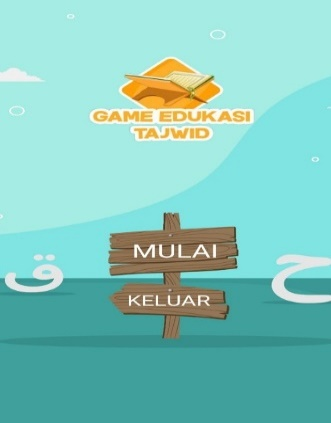 GAME EDUKASI
TAJWID
MULAI
ق
ح
KELUAR